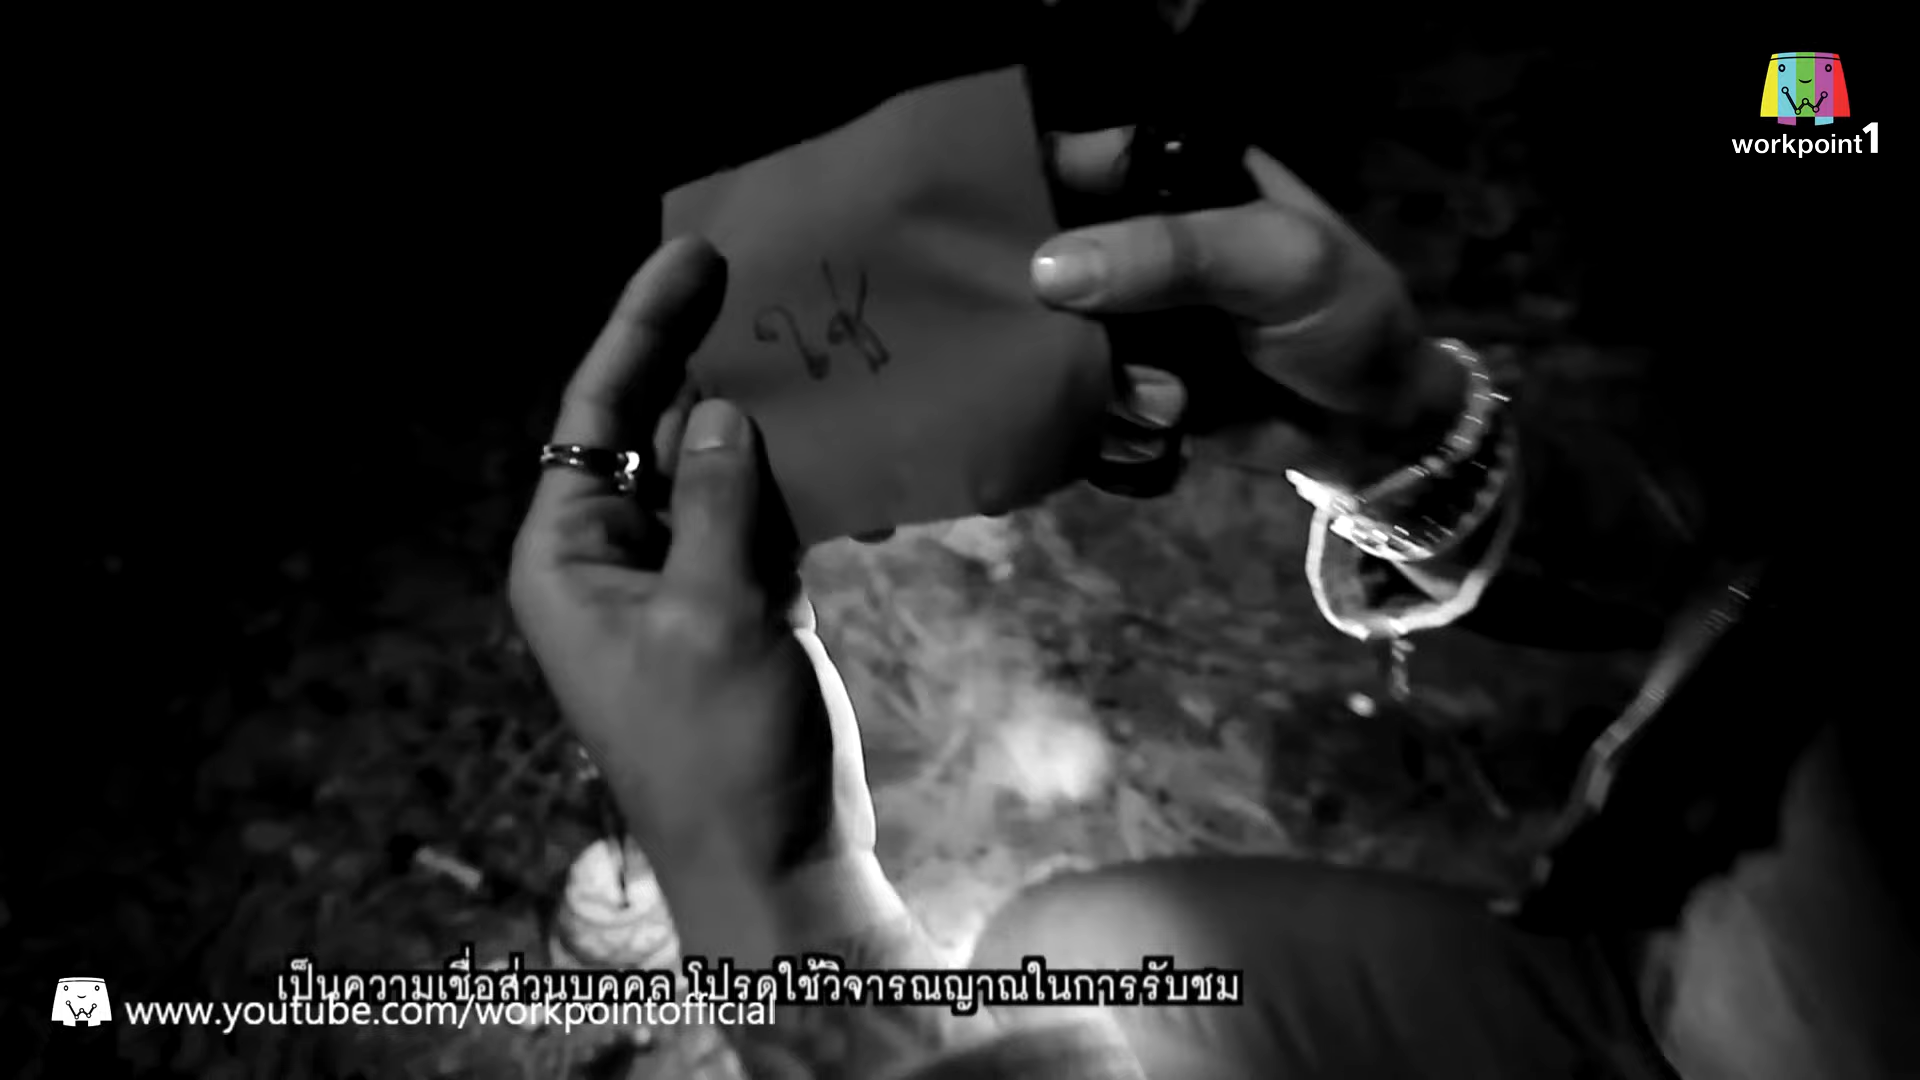 workpoint1
เป็นความเชื่อส่วนบุคคล โปรดใช้วิจารณญาณในการรับชม
www.youtube.com/workpointofficial